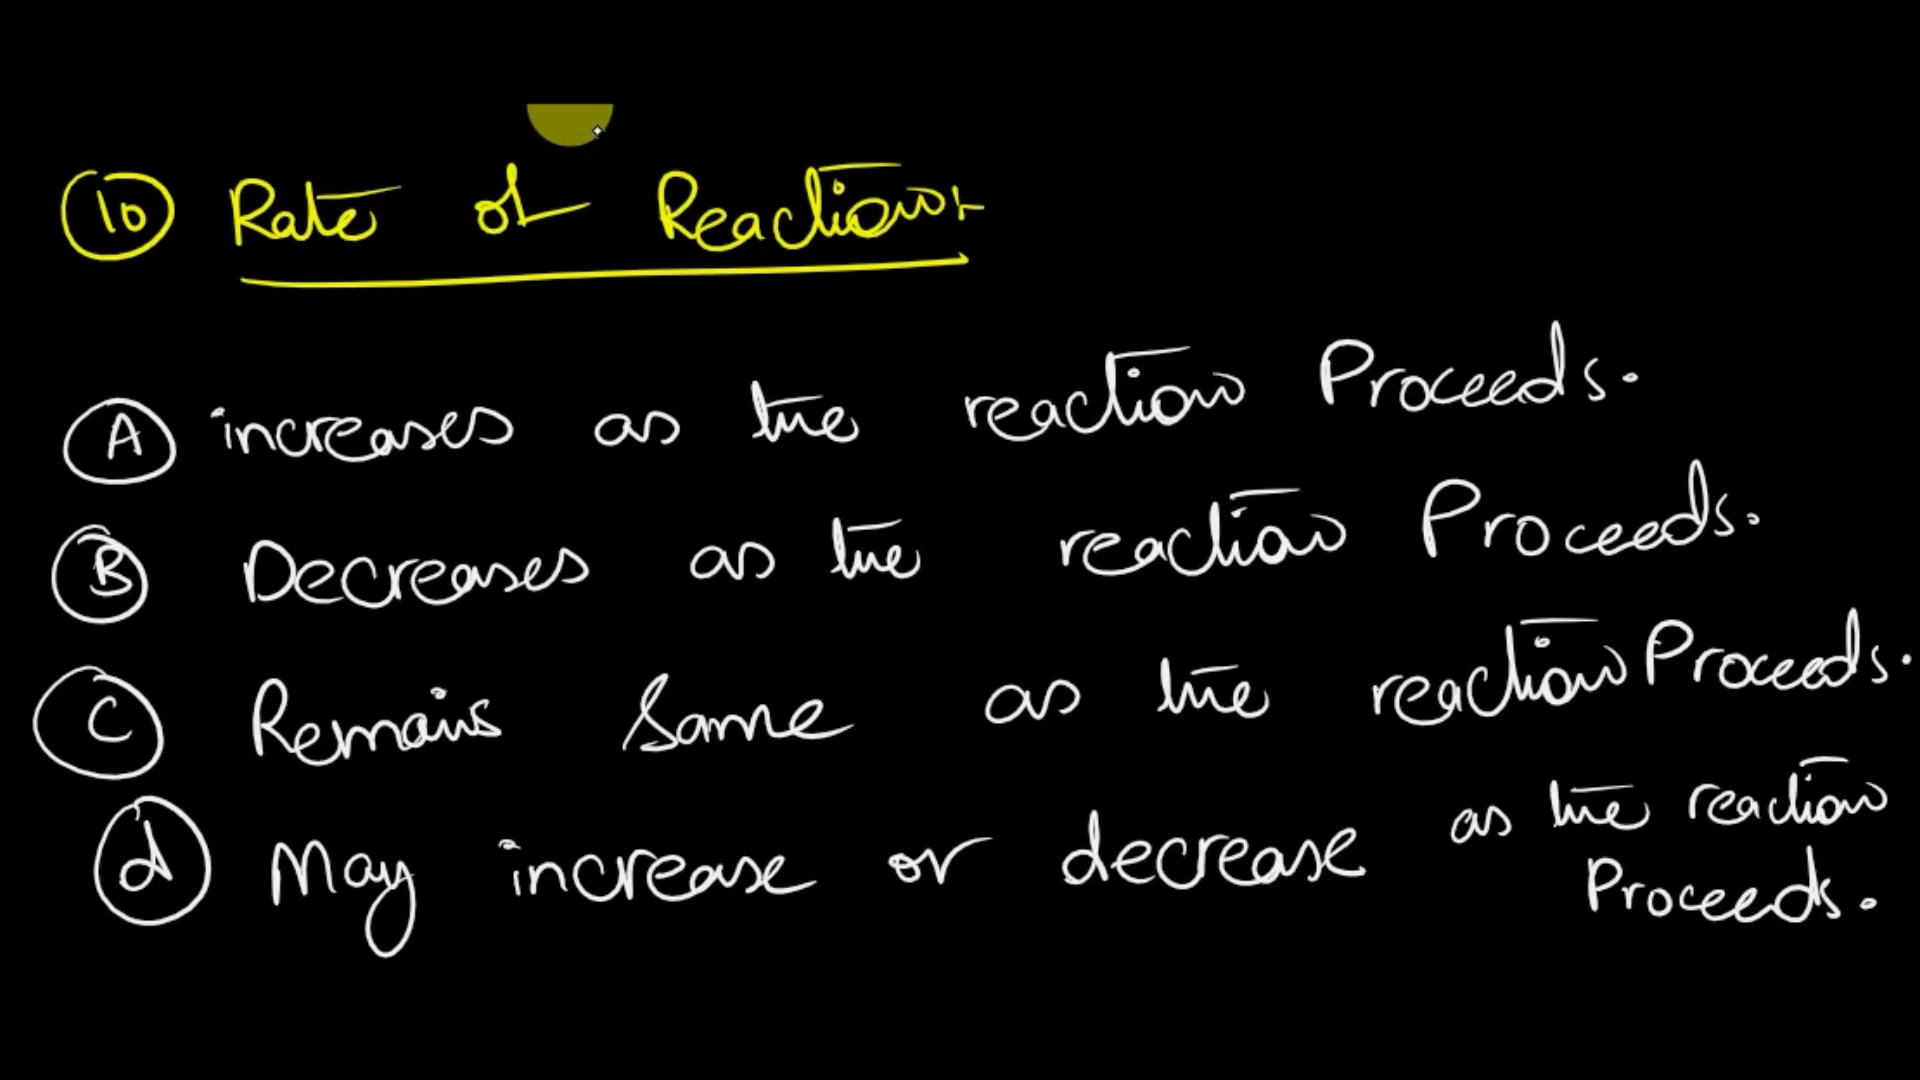 10 Rate of Reaction:-
A increases as the reaction Proceeds.
B Decreases as the reaction Proceeds.
C Remains Same as the reaction Proceeds.
d May increase or decrease as the reaction
Proceeds.